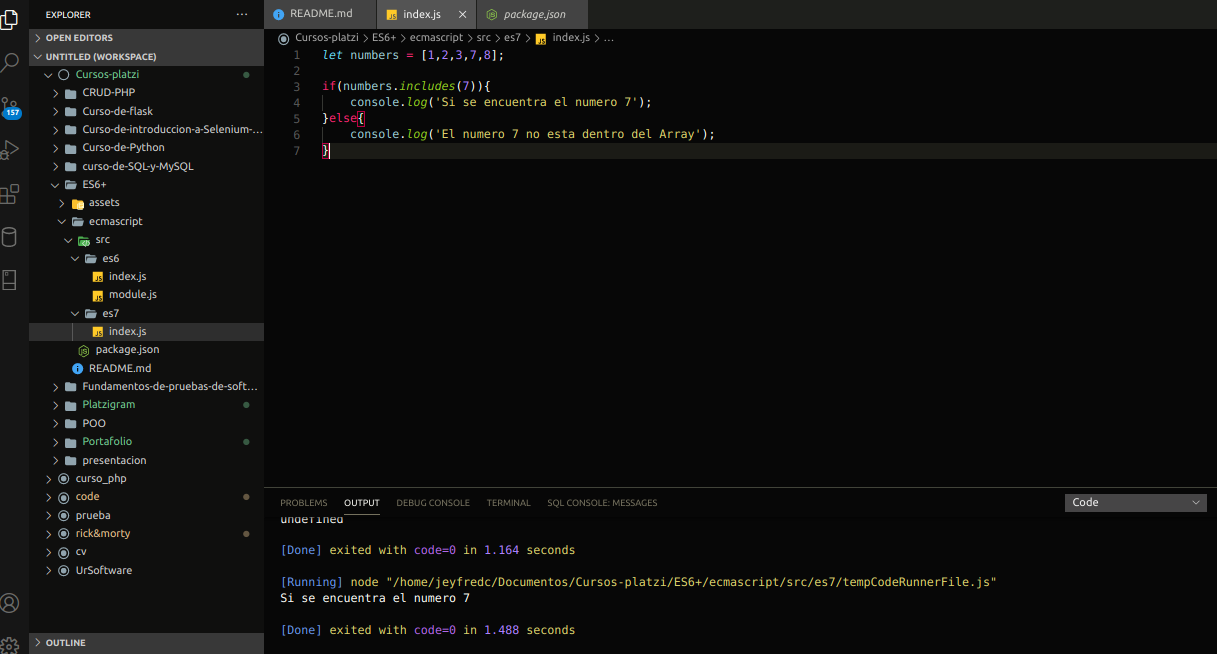 EXPLORER
···
OPEN EDITORS
UNTITLED (WORKSPACE)
Cursos-platzi
CRUD-PHP
Curso-de-flask
Curso-de-introduccion-a-Selenium-...
Curso-de-Python
curso-de-SQL-y-MySQL
ES6+
assets
ecmascript
src
es6
index.js
module.js
es7
index.js
package.json
README.md
Fundamentos-de-pruebas-de-soft...
Platzigram
POO
Portafolio
presentacion
curso_php
code
prueba
rick&morty
cv
UrSoftware
OUTLINE
157
README.md
JS index.js ×
package.json
Cursos-platzi > ES6+ > ecmascript > src > es7 > JS index.js > ...
1 let numbers = [1,2,3,7,8];
2
3 if(numbers.includes(7)){
4 console.log('Si se encuentra el numero 7');
5 }else{
6 console.log('El numero 7 no esta dentro del Array');
7 }
PROBLEMS OUTPUT DEBUG CONSOLE TERMINAL SQL CONSOLE: MESSAGES
Code
undefined
[Done] exited with code=0 in 1.164 seconds
[Running] node "/home/jeyfredc/Documentos/Cursos-platzi/ES6+/ecmascript/src/es7/tempCodeRunnerFile.js"
Si se encuentra el numero 7
[Done] exited with code=0 in 1.488 seconds